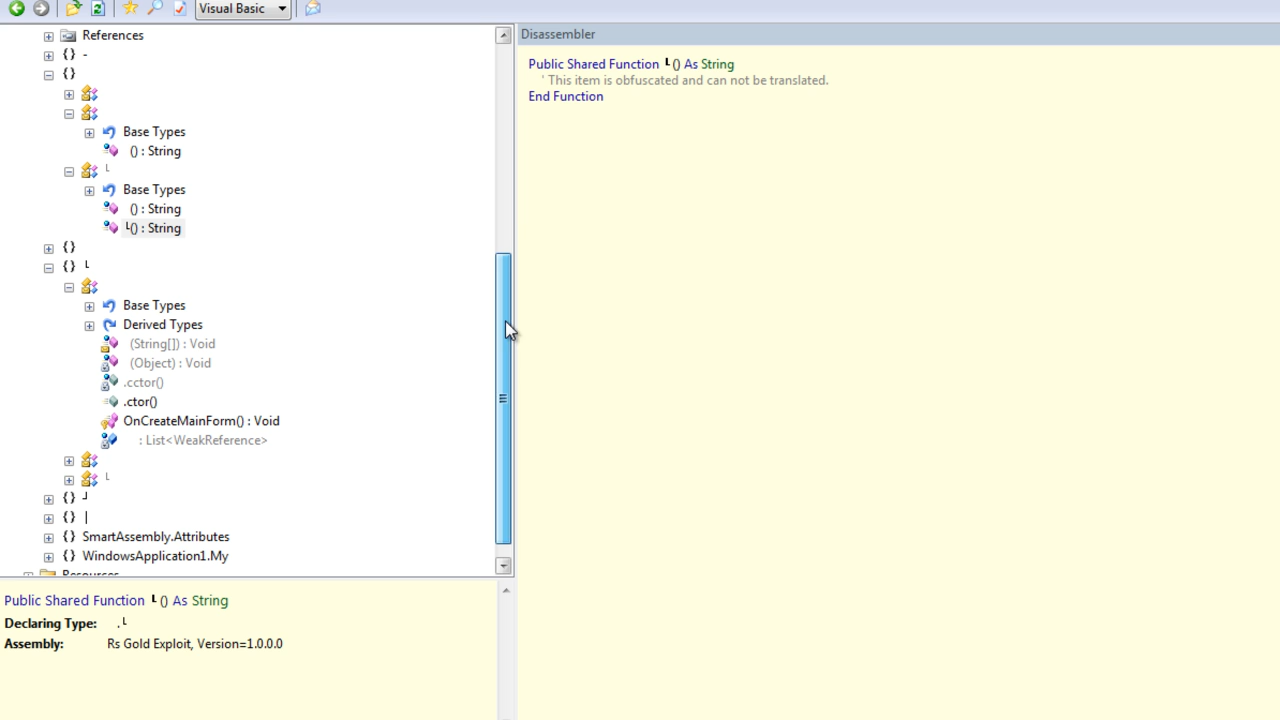 Visual Basic
References
{} -
{}
Base Types
() : String
└
Base Types
() : String
└() : String
{}
{} └
Base Types
Derived Types
(String[]) : Void
(Object) : Void
.cctor()
.ctor()
OnCreateMainForm() : Void
: List<WeakReference>
└
{} ┘
{} |
{} SmartAssembly.Attributes
{} WindowsApplication1.My
Resources
Public Shared Function └ () As String
Declaring Type: .└
Assembly: Rs Gold Exploit, Version=1.0.0.0
Disassembler
Public Shared Function └ () As String
' This item is obfuscated and can not be translated.
End Function